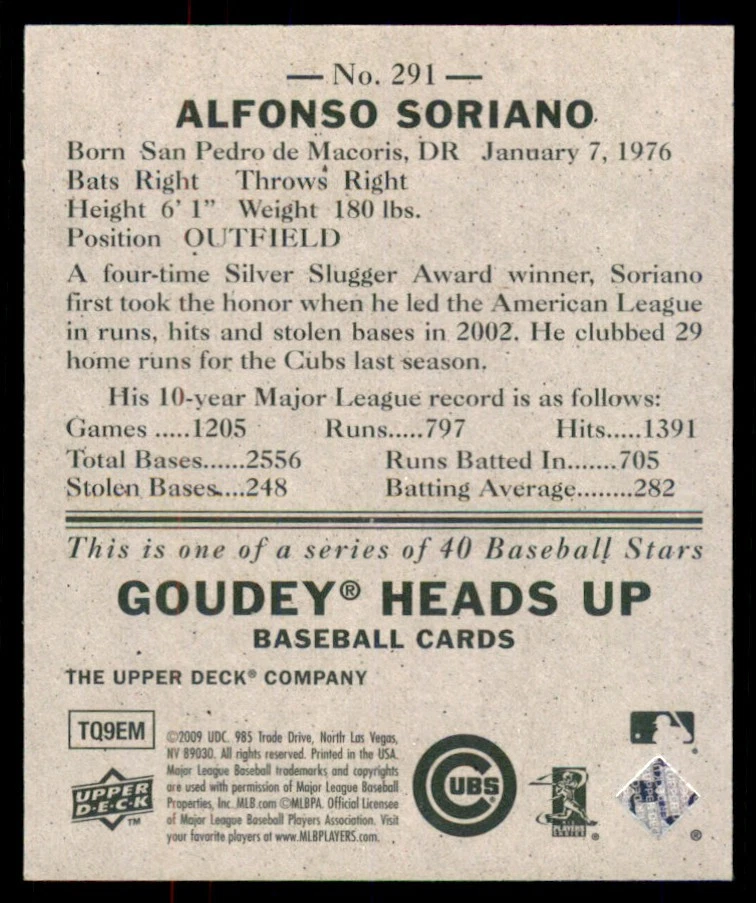 — No. 291 —
ALFONSO SORIANO
Born San Pedro de Macoris, DR January 7, 1976
Bats Right Throws Right
Height 6' 1” Weight 180 lbs.
Position OUTFIELD
A four-time Silver Slugger Award winner, Soriano
first took the honor when he led the American League
in runs, hits and stolen bases in 2002. He clubbed 29
home runs for the Cubs last season.
His 10-year Major League record is as follows:
Games .....1205 Runs.....797 Hits.....1391
Total Bases......2556 Runs Batted In.......705
Stolen Bases....248 Batting Average........282
This is one of a series of 40 Baseball Stars
GOUDEY® HEADS UP
BASEBALL CARDS
THE UPPER DECK® COMPANY
TQ9EM
©2009 UDC. 985 Trade Drive, North Las Vegas,
NV 89030. All rights reserved. Printed in the USA.
Major League Baseball trademarks and copyrights
are used with permission of Major League Baseball
Properties, Inc. MLB.com ©MLBPA. Official Licensee
of Major League Baseball Players Association. Visit
your favorite players at www.MLBPLAYERS.com.
UPPER
DECK
TM
CUBS
®
PLAYERS
CHOICE
®
®